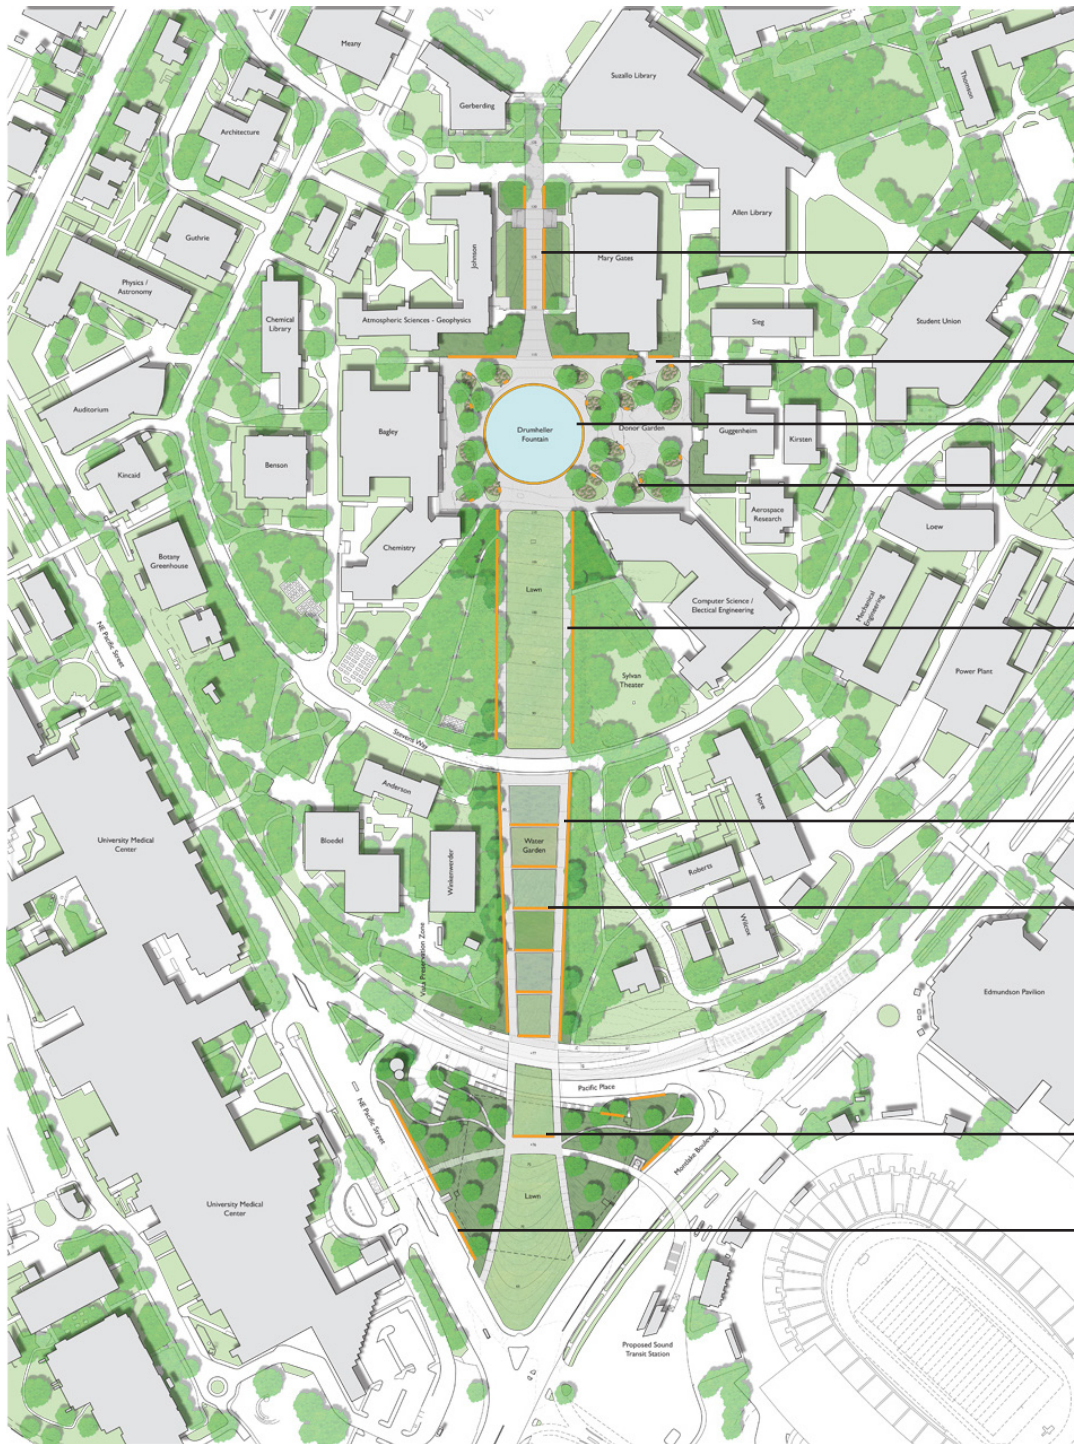 Meany
Suzallo Library
Thornton
Gerberding
Architecture
Allen Library
Guthrie
Johnson
Mary Gates
Physics /
Astronomy
Chemical
Library
Atmospheric Sciences - Geophysics
Sieg
Student Union
Auditorium
Bagley
Drumheller
Fountain
Donor Garden
Guggenheim
Kirsten
Kincaid
Benson
Aerospace
Research
Loew
Botany
Greenhouse
Chemistry
Lawn
Computer Science /
Electical Engineering
Mechanical
Engineering
NE Pacific Street
Sylvan
Theater
Power Plant
Stevens Way
Anderson
More
University Medical
Center
Bloedel
Water
Garden
Winkenwerder
Roberts
Wilcox
Vista Preservation Zone
Edmundson Pavilion
Pacific Place
NE Pacific Street
Montlake Boulevard
University Medical
Center
Lawn
Proposed Sound
Transit Station